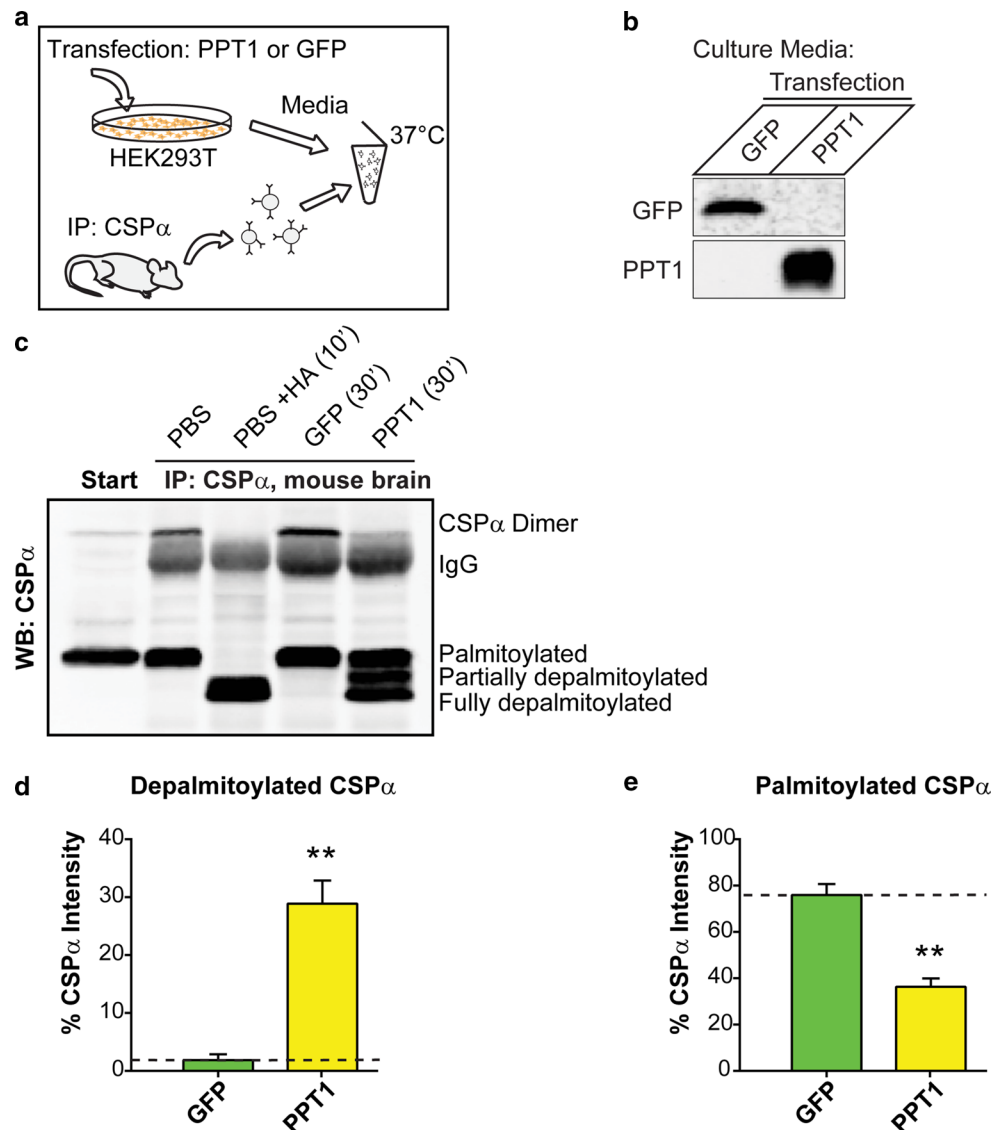 a
Transfection: PPT1 or GFP
Media
37°C
HEK293T
IP: CSPα
b
Culture Media:
Transfection
GFP
PPT1
GFP
PPT1
c
PBS
PBS +HA (10’)
GFP (30’)
PPT1 (30’)
Start
IP: CSPα, mouse brain
WB: CSPα
CSPα Dimer
IgG
Palmitoylated
Partially depalmitoylated
Fully depalmitoylated
d
Depalmitoylated CSPα
% CSPα Intensity
40
30
20
10
0
**
GFP
PPT1
e
Palmitoylated CSPα
% CSPα Intensity
100
80
60
40
20
0
**
GFP
PPT1